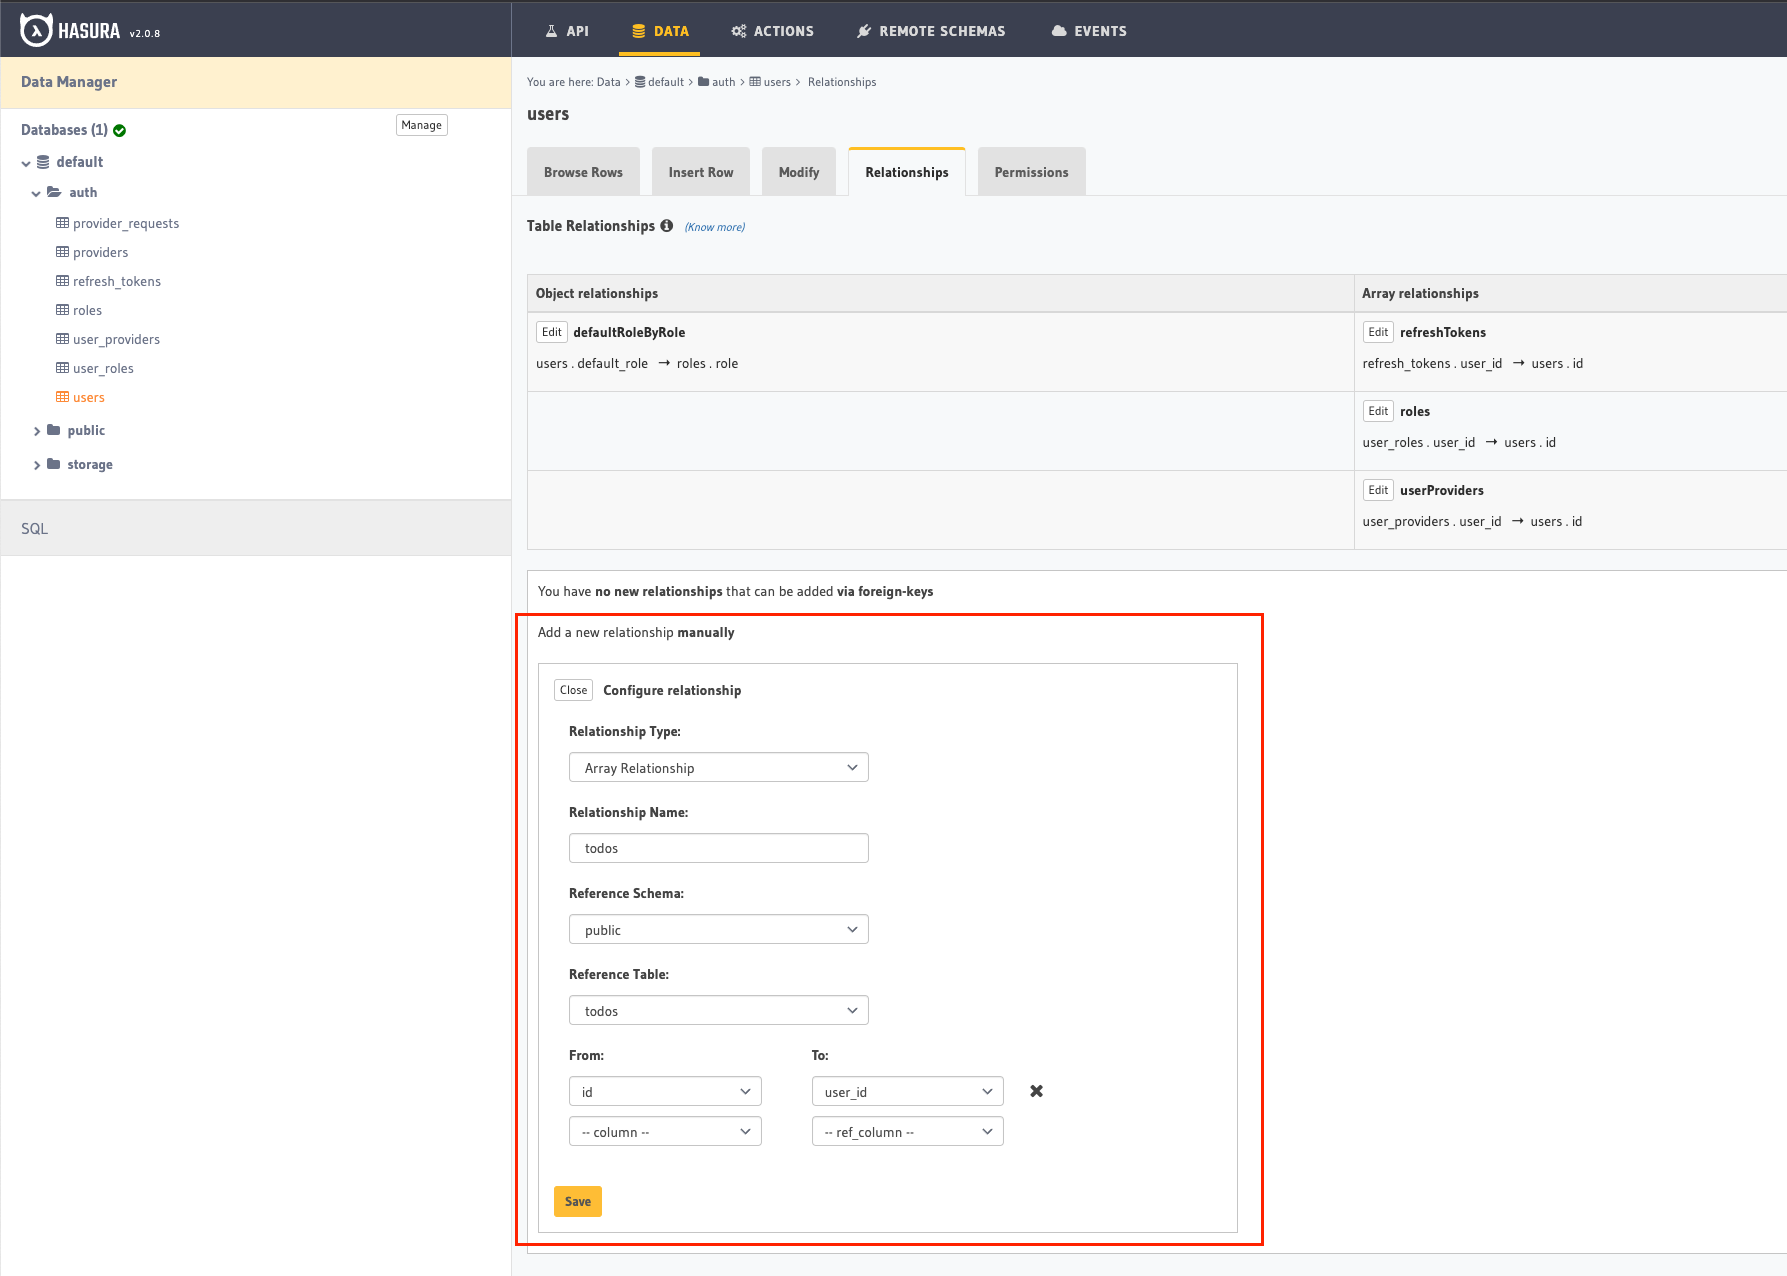 HASURA v2.0.8
API DATA ACTIONS REMOTE SCHEMAS EVENTS
Data Manager
Databases (1) Manage
default
auth
provider_requests
providers
refresh_tokens
roles
user_providers
user_roles
users
public
storage
SQL
You are here: Data > default > auth > users > Relationships
users
Browse Rows Insert Row Modify Relationships Permissions
Table Relationships (Know more)
Object relationships Array relationships
Edit defaultRoleByRole Edit refreshTokens
users . default_role → roles . role refresh_tokens . user_id → users . id
Edit roles
user_roles . user_id → users . id
Edit userProviders
user_providers . user_id → users . id
You have no new relationships that can be added via foreign-keys
Add a new relationship manually
Close Configure relationship
Relationship Type:
Array Relationship
Relationship Name:
todos
Reference Schema:
public
Reference Table:
todos
From: To:
id user_id
-- column -- -- ref_column --
Save